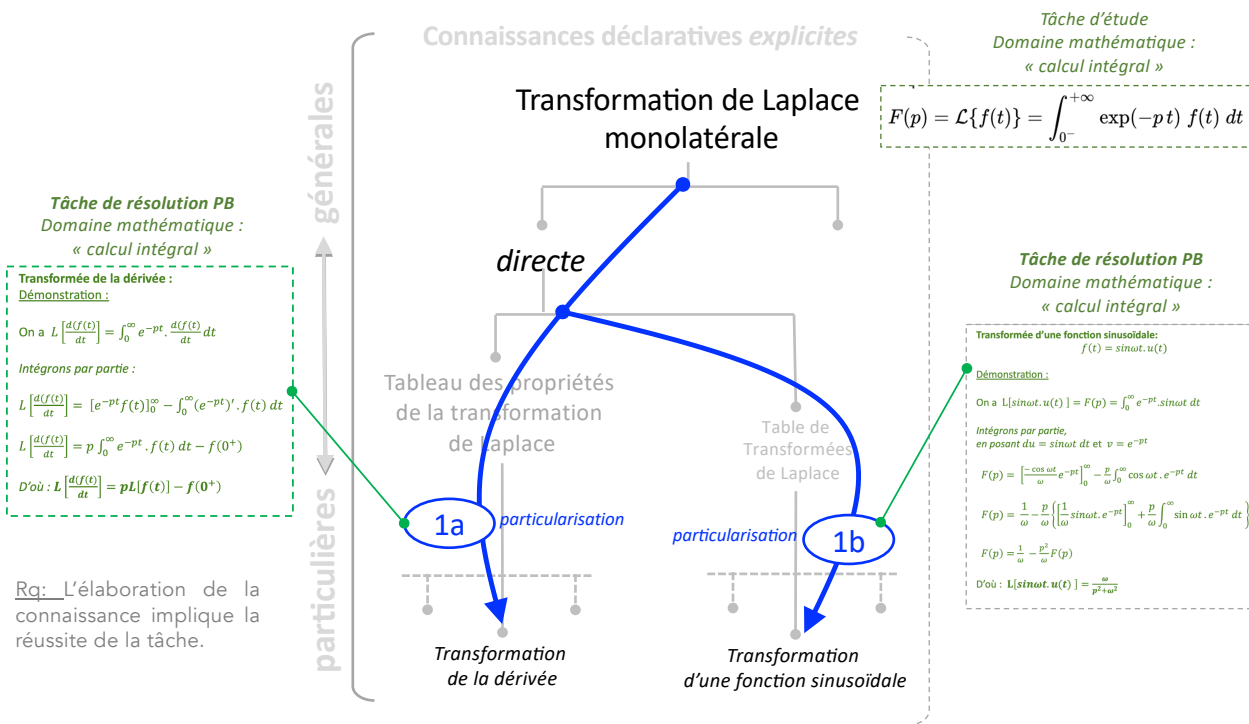 Connaissances déclaratives explicites
Tâche d'étude
Domaine mathématique :
« calcul intégral »
F(p) = ℒ{f(t)} = ∫_{0^-}^{+∞} exp(−p t) f(t) dt
Transformation de Laplace
monolatérale
générales
particulières
directe
Tâche de résolution PB
Domaine mathématique :
« calcul intégral »
Transformée de la dérivée :
Démonstration :
On a L [d(f(t)/dt] = ∫_0^∞ e^{-pt}. d(f(t)/dt dt
Intégrons par partie :
L [d(f(t)/dt] = [e^{-pt}f(t)]_0^∞ − ∫_0^∞ (e^{-pt})′. f(t) dt
L [d(f(t)/dt] = p ∫_0^∞ e^{-pt}. f(t) dt − f(0^+)
D'où : L [d(f(t)/dt] = pL[f(t)] − f(0^+)
Tableau des propriétés
de la transformation
de Laplace
Table de
Transformées
de Laplace
Tâche de résolution PB
Domaine mathématique :
« calcul intégral »
Transformée d'une fonction sinusoïdale:
f(t) = sinωt.u(t)
Démonstration :
On a L[sinωt.u(t) ] = F(p) = ∫_0^∞ e^{-pt}.sinωt dt
Intégrons par partie,
en posant du = sinωt dt et v = e^{-pt}
F(p) = [(−cos ωt)/ω e^{-pt}]_0^∞ − p/ω ∫_0^∞ cos ωt . e^{-pt} dt
F(p) = 1/ω − p/ω {[1/ω sinωt. e^{-pt}]_0^∞ + p/ω ∫_0^∞ sin ωt . e^{-pt} dt}
F(p) = 1/ω − p²/ω F(p)
D'où : L[sinωt.u(t) ] = ω/(p²+ω²)
1a
particularisation
particularisation
1b
Rq: L'élaboration de la
connaissance implique la
réussite de la tâche.
Transformation
de la dérivée
Transformation
d'une fonction sinusoïdale